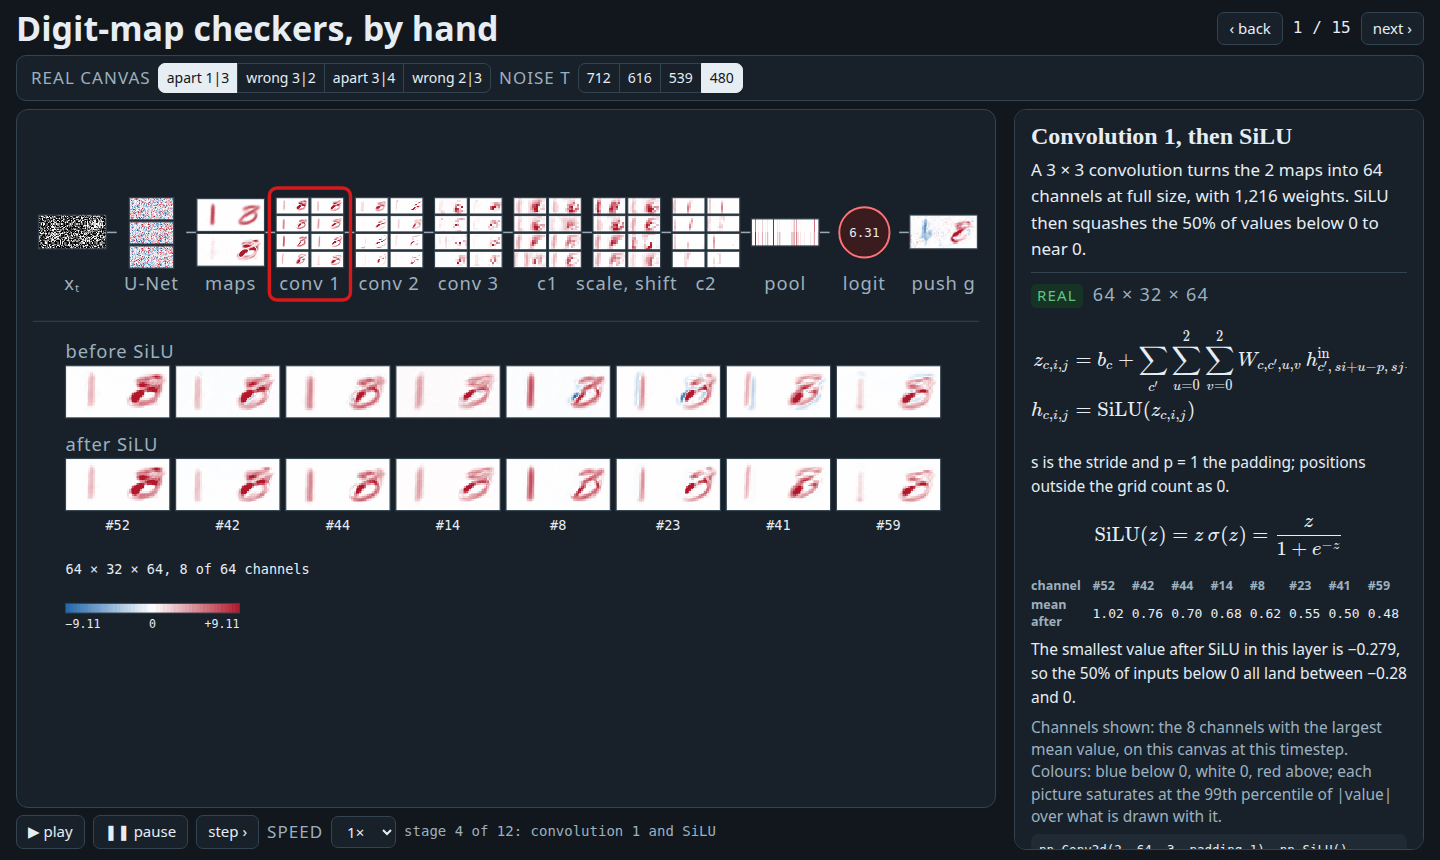 Digit-map checkers, by hand
‹ back 1 / 15 next ›
REAL CANVAS apart 1|3 wrong 3|2 apart 3|4 wrong 2|3 NOISE T 712 616 539 480
6.31
xₜ U-Net maps conv 1 conv 2 conv 3 c1 scale, shift c2 pool logit push g
before SiLU
after SiLU
#52 #42 #44 #14 #8 #23 #41 #59
64 × 32 × 64, 8 of 64 channels
−9.11 0 +9.11
▶ play ❚❚ pause step › SPEED 1× stage 4 of 12: convolution 1 and SiLU
Convolution 1, then SiLU
A 3 × 3 convolution turns the 2 maps into 64
channels at full size, with 1,216 weights. SiLU
then squashes the 50% of values below 0 to
near 0.
REAL 64 × 32 × 64
z_{c,i,j} = b_c + ∑_{c′} ∑_{u=0}^{2} ∑_{v=0}^{2} W_{c,c′,u,v} h^{in}_{c′, si+u−p, sj
h_{c,i,j} = SiLU(z_{c,i,j})
s is the stride and p = 1 the padding; positions
outside the grid count as 0.
SiLU(z) = z σ(z) = z / (1 + e^{−z})
channel #52 #42 #44 #14 #8 #23 #41 #59
mean after 1.02 0.76 0.70 0.68 0.62 0.55 0.50 0.48
The smallest value after SiLU in this layer is −0.279,
so the 50% of inputs below 0 all land between −0.28
and 0.
Channels shown: the 8 channels with the largest
mean value, on this canvas at this timestep.
Colours: blue below 0, white 0, red above; each
picture saturates at the 99th percentile of |value|
over what is drawn with it.